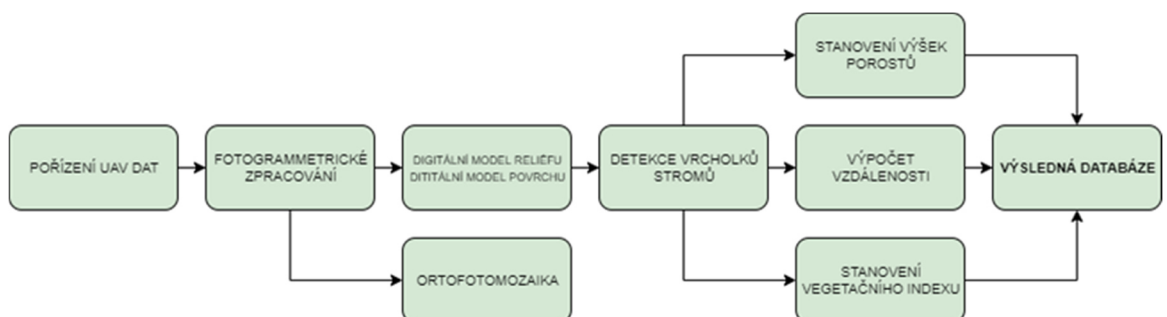 POŘÍZENÍ UAV DAT
FOTOGRAMMETRICKÉ
ZPRACOVÁNÍ
DIGITÁLNÍ MODEL RELIÉFU
DITITÁLNÍ MODEL POVRCHU
ORTOFOTOMOZAIKA
DETEKCE VRCHOLKŮ
STROMŮ
STANOVENÍ VÝŠEK
POROSTŮ
VÝPOČET
VZDÁLENOSTI
STANOVENÍ
VEGETAČNÍHO INDEXU
VÝSLEDNÁ DATABÁZE